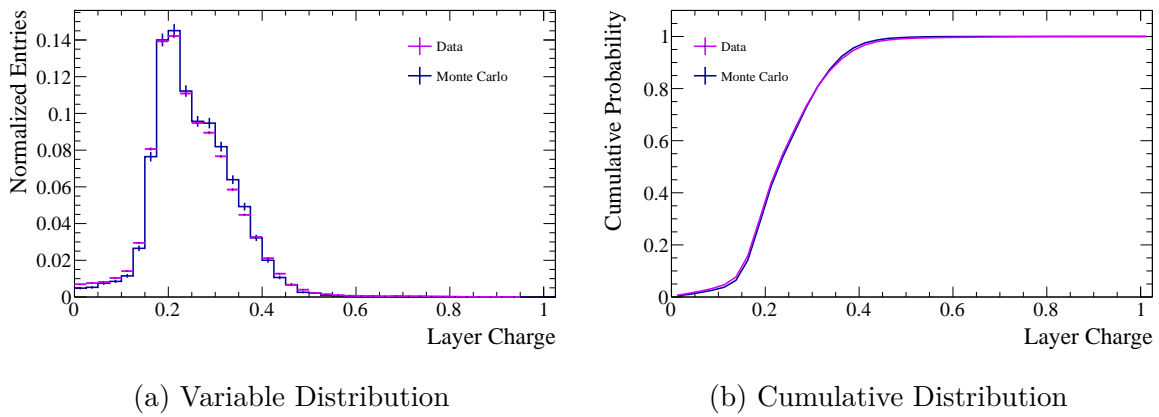 Normalized Entries
0.14
0.12
0.1
0.08
0.06
0.04
0.02
0
0 0.2 0.4 0.6 0.8 1
Layer Charge
Data
Monte Carlo
(a) Variable Distribution
Cumulative Probability
1
0.8
0.6
0.4
0.2
0
0 0.2 0.4 0.6 0.8 1
Layer Charge
Data
Monte Carlo
(b) Cumulative Distribution